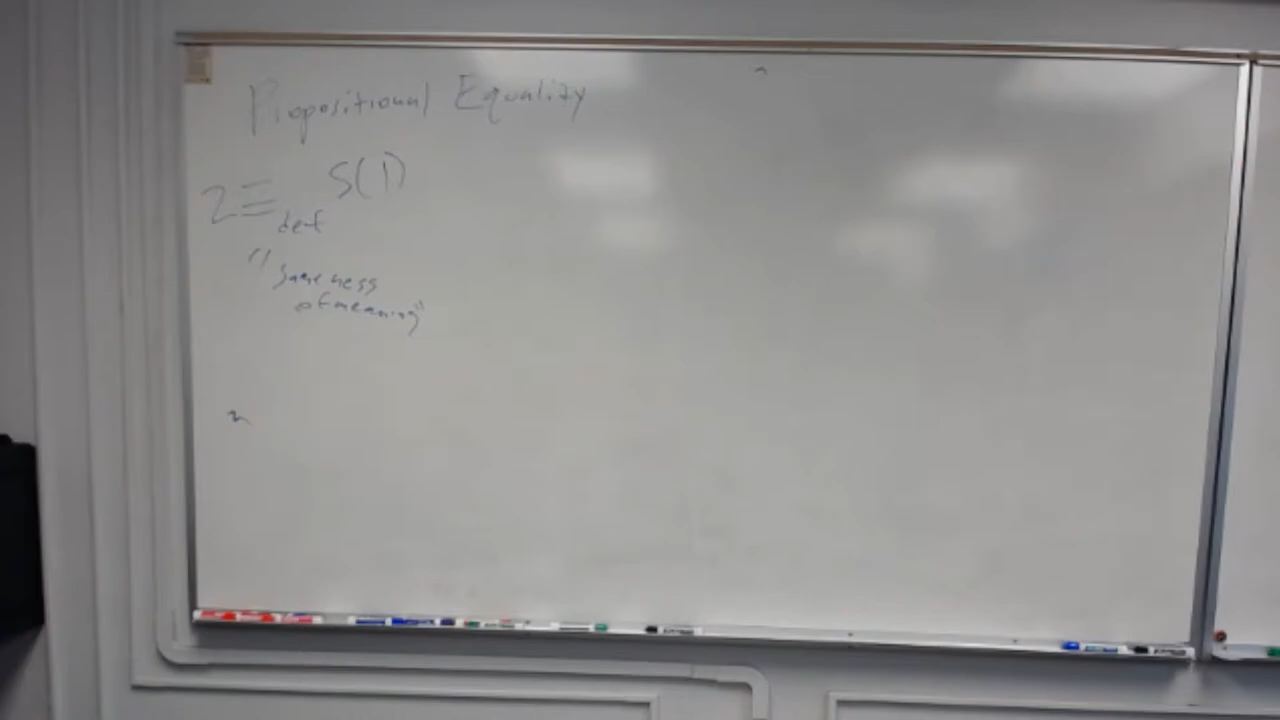 Propositional Equality
2 ≡def S(1)
"Sameness
of meaning"